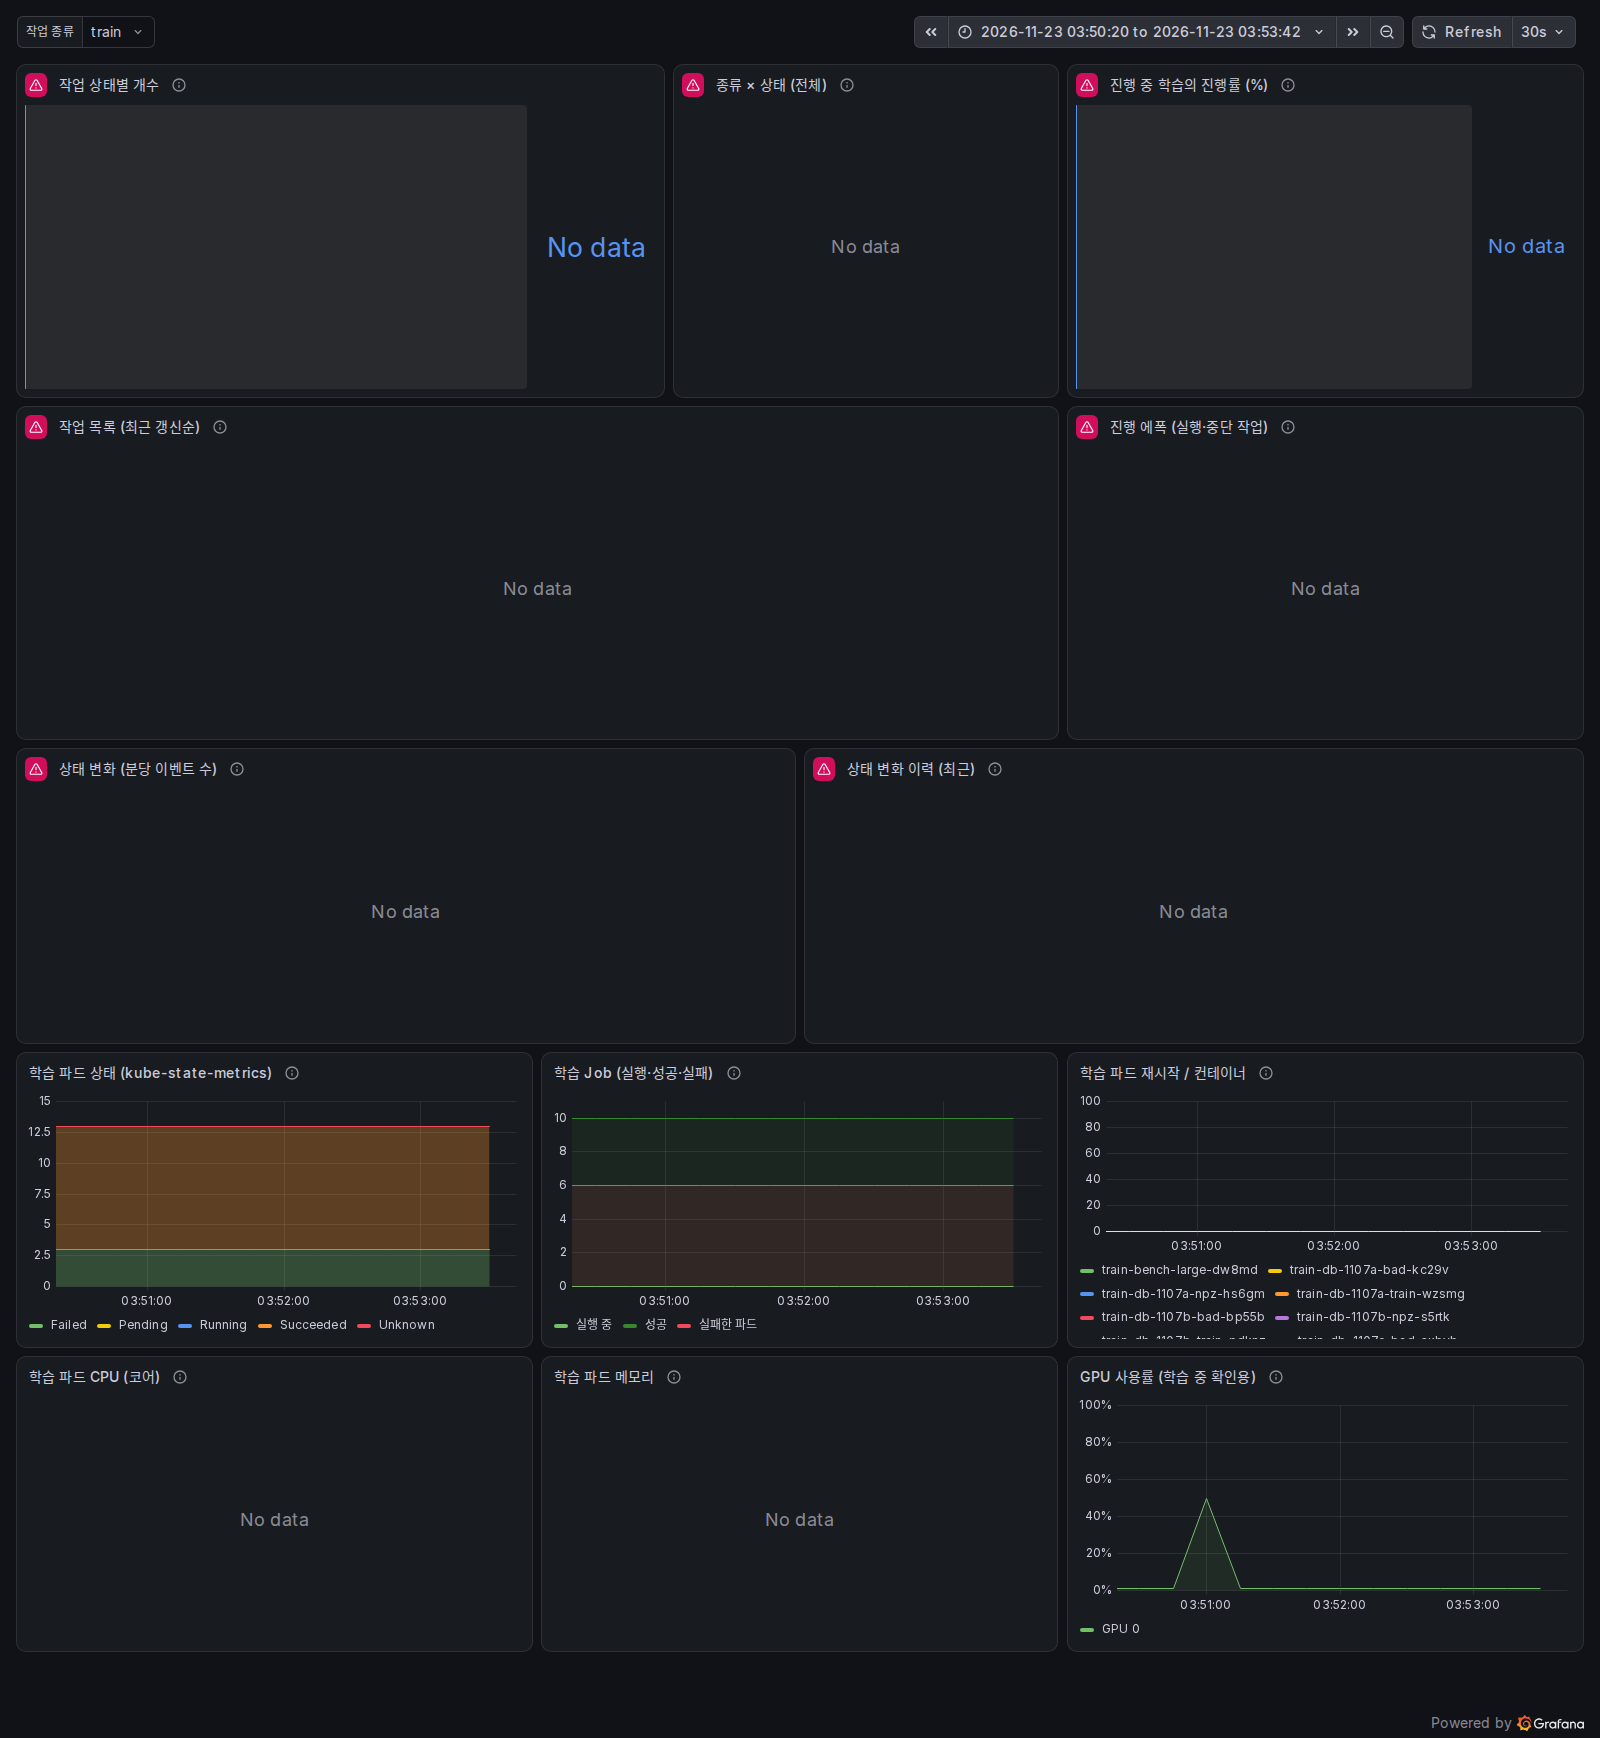 작업 종류 train
2026-11-23 03:50:20 to 2026-11-23 03:53:42 Refresh 30s
작업 상태별 개수
No data
종류 × 상태 (전체)
No data
진행 중 학습의 진행률 (%)
No data
작업 목록 (최근 갱신순)
No data
진행 에폭 (실행·중단 작업)
No data
상태 변화 (분당 이벤트 수)
No data
상태 변화 이력 (최근)
No data
학습 파드 상태 (kube-state-metrics)
15
12.5
10
7.5
5
2.5
0
03:51:00 03:52:00 03:53:00
Failed Pending Running Succeeded Unknown
학습 Job (실행·성공·실패)
10
8
6
4
2
0
03:51:00 03:52:00 03:53:00
실행 중 성공 실패한 파드
학습 파드 재시작 / 컨테이너
100
80
60
40
20
0
03:51:00 03:52:00 03:53:00
train-bench-large-dw8md train-db-1107a-bad-kc29v
train-db-1107a-npz-hs6gm train-db-1107a-train-wzsmg
train-db-1107b-bad-bp55b train-db-1107b-npz-s5rtk
학습 파드 CPU (코어)
No data
학습 파드 메모리
No data
GPU 사용률 (학습 중 확인용)
100%
80%
60%
40%
20%
0%
03:51:00 03:52:00 03:53:00
GPU 0
Powered by Grafana